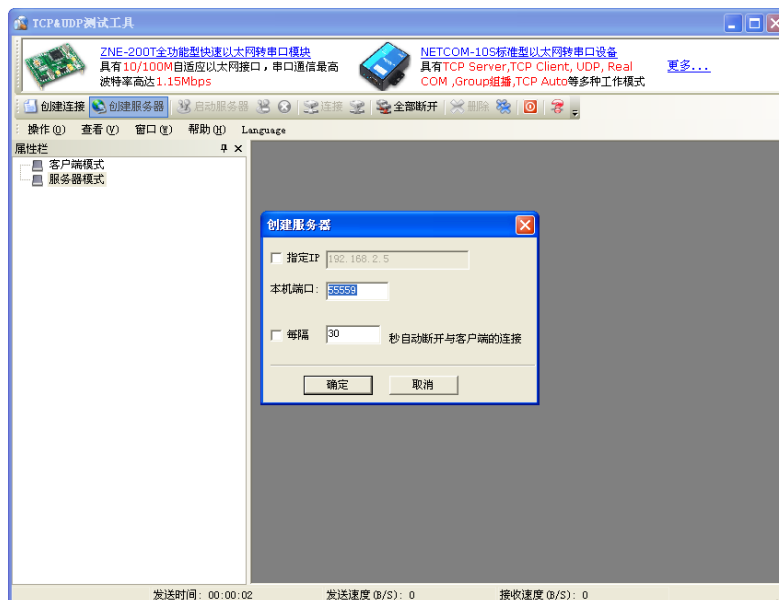 TCP&UDP测试工具
ZNE-200T全功能型快速以太网转串口模块
具有10/100M自适应以太网接口，串口通信最高
波特率高达1.15Mbps
NETCOM-10S标准型以太网转串口设备
具有TCP Server,TCP Client, UDP, Real
COM ,Group组播,TCP Auto等多种工作模式
更多...
创建连接 创建服务器 启动服务器 连接 全部断开 删除
操作(O) 查看(V) 窗口(W) 帮助(H) Language
属性栏
客户端模式
服务器模式
创建服务器
指定IP 192.168.2.5
本机端口: 55559
每隔 30 秒自动断开与客户端的连接
确定 取消
发送时间: 00:00:02 发送速度(B/S): 0 接收速度(B/S): 0